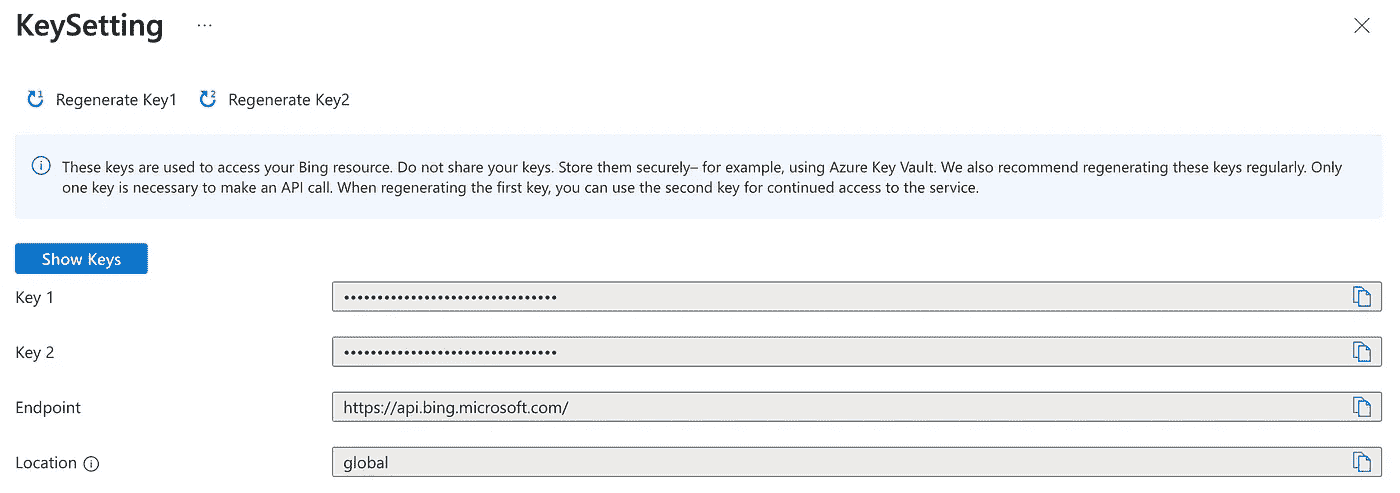 KeySetting ...
Regenerate Key1 Regenerate Key2
These keys are used to access your Bing resource. Do not share your keys. Store them securely– for example, using Azure Key Vault. We also recommend regenerating these keys regularly. Only
one key is necessary to make an API call. When regenerating the first key, you can use the second key for continued access to the service.
Show Keys
Key 1 ••••••••••••••••••••••••••••••••
Key 2 ••••••••••••••••••••••••••••••••
Endpoint https://api.bing.microsoft.com/
Location global